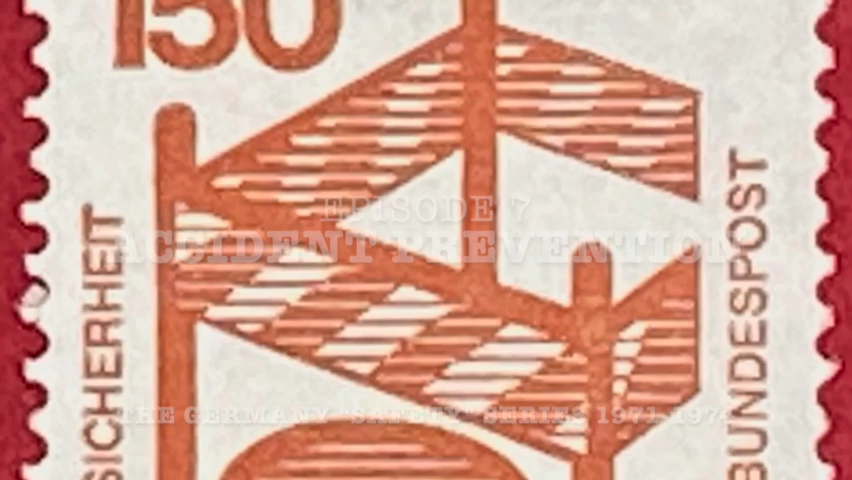 150
SICHERHEIT
BUNDESPOST
EPISODE 7
ACCIDENT PREVENTION
THE GERMANY "SAFETY" SERIES 1971-1974